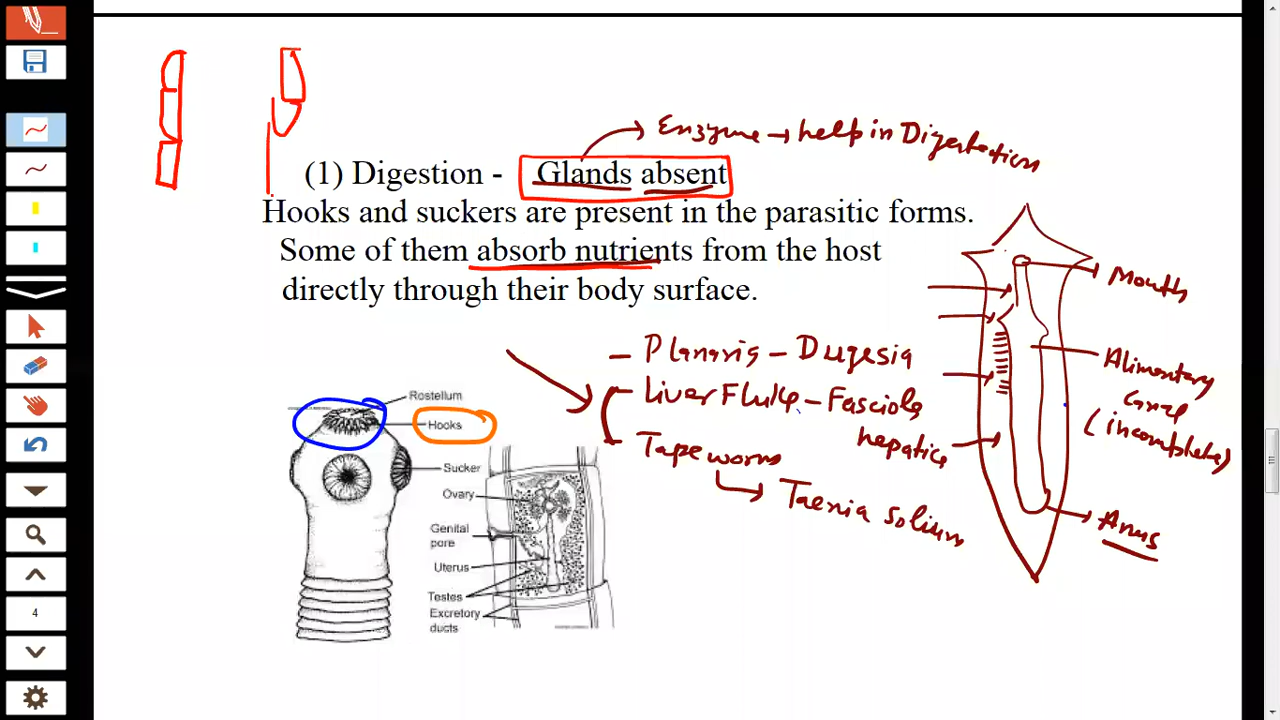 Enzyme → help in Digestion
(1) Digestion - Glands absent
Hooks and suckers are present in the parasitic forms.
Some of them absorb nutrients from the host
directly through their body surface.
Mouth
- Planaria - Dugesia
Alimentary
Canal
(incomplete)
- Liver Fluke - Fasciola
hepatica
- Tapeworm
→ Taenia solium
Anus
Rostellum
Hooks
Sucker
Ovary
Genital
pore
Uterus
Testes
Excretory
ducts
4